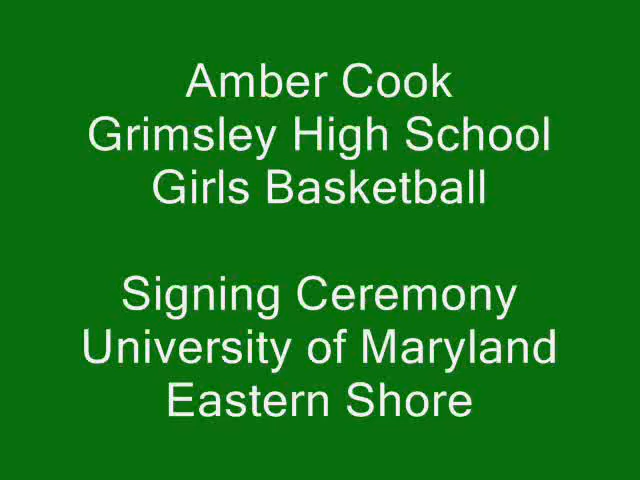 Amber Cook
Grimsley High School
Girls Basketball
Signing Ceremony
University of Maryland
Eastern Shore